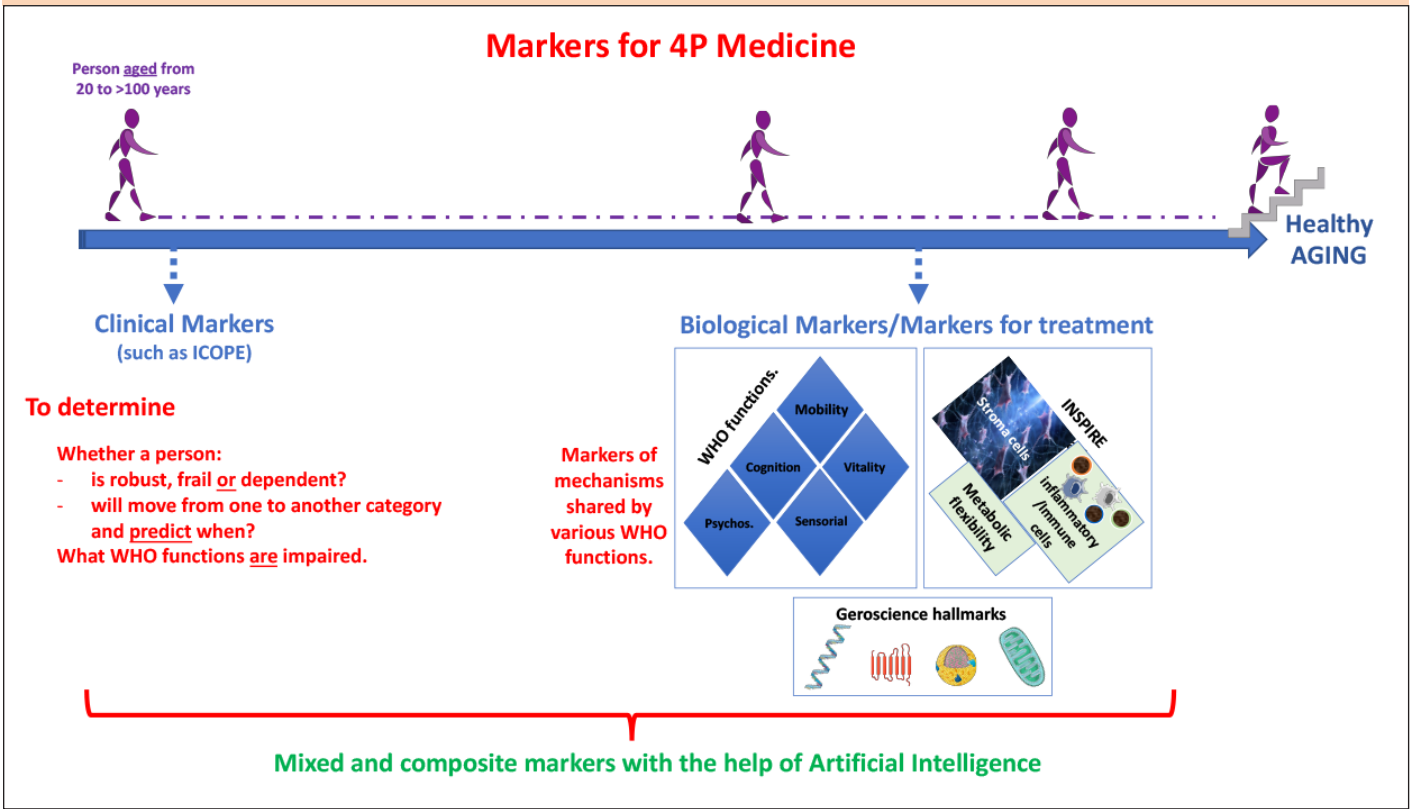 Markers for 4P Medicine
Person aged from
20 to >100 years
Healthy
AGING
Clinical Markers
(such as ICOPE)
To determine
Whether a person:
- is robust, frail or dependent?
- will move from one to another category
and predict when?
What WHO functions are impaired.
Biological Markers/Markers for treatment
Markers of
mechanisms
shared by
various WHO
functions.
WHO functions.
Mobility
Cognition
Vitality
Psychos.
Sensorial
INSPIRE
Stroma cells
Metabolic
flexibility
inflammatory
/immune
cells
Geroscience hallmarks
Mixed and composite markers with the help of Artificial Intelligence